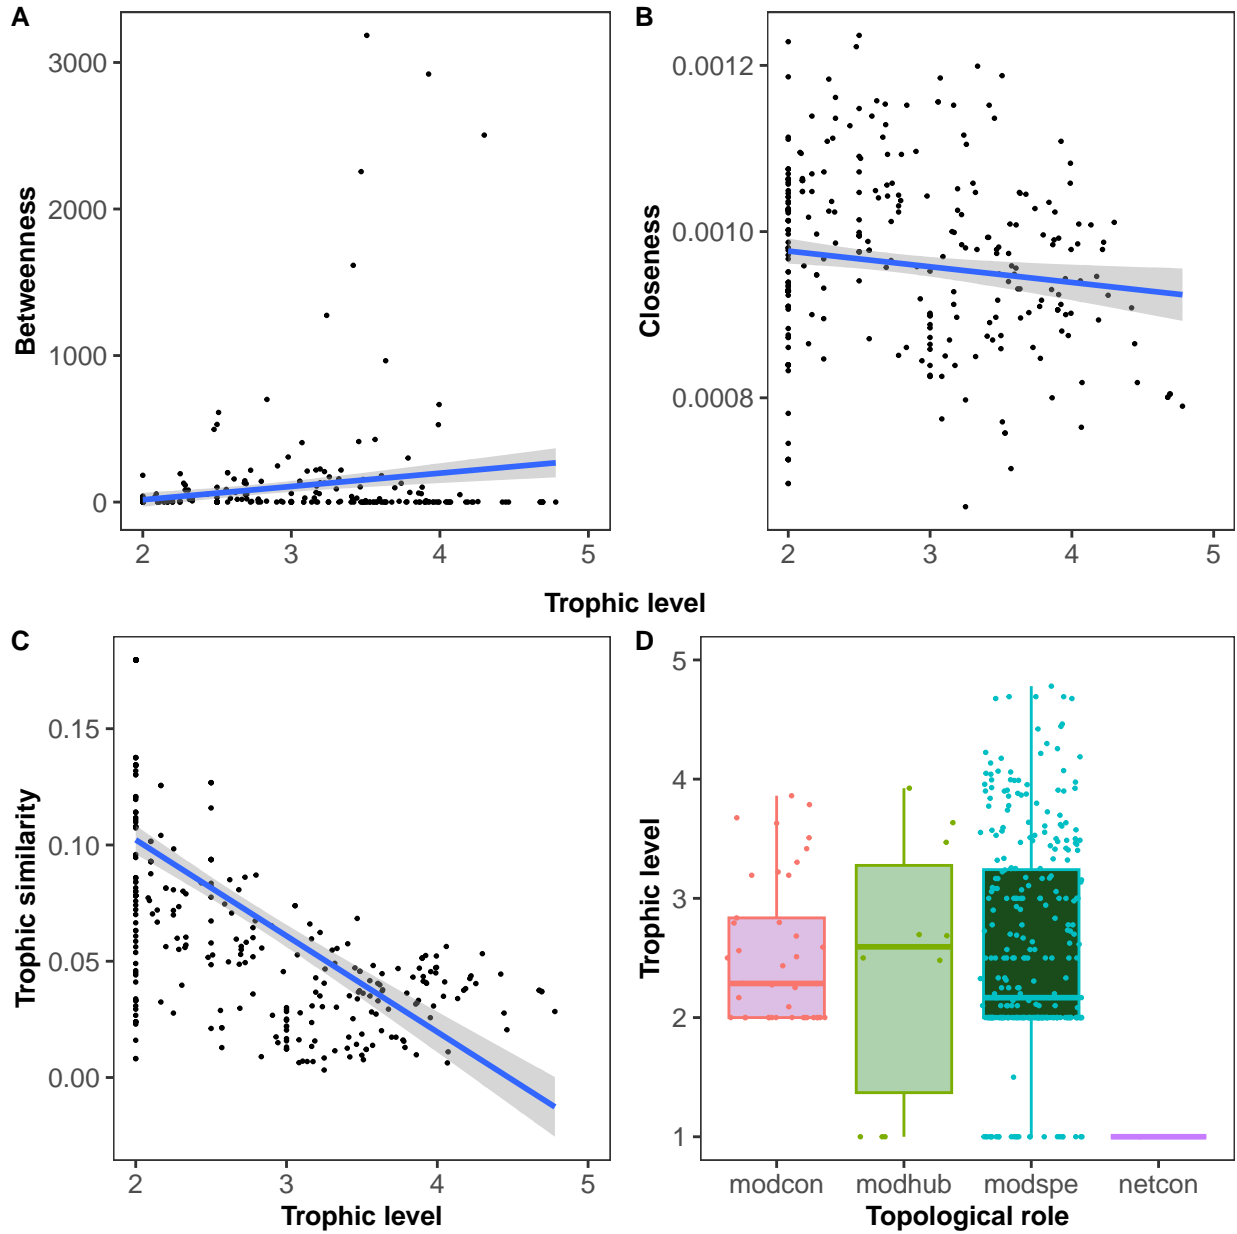 A
B
3000
2000
1000
0
Betweenness
2 3 4 5
0.0012
0.0010
0.0008
Closeness
2 3 4 5
Trophic level
C
D
0.15
0.10
0.05
0.00
Trophic similarity
2 3 4 5
Trophic level
5
4
3
2
1
Trophic level
modcon modhub modspe netcon
Topological role